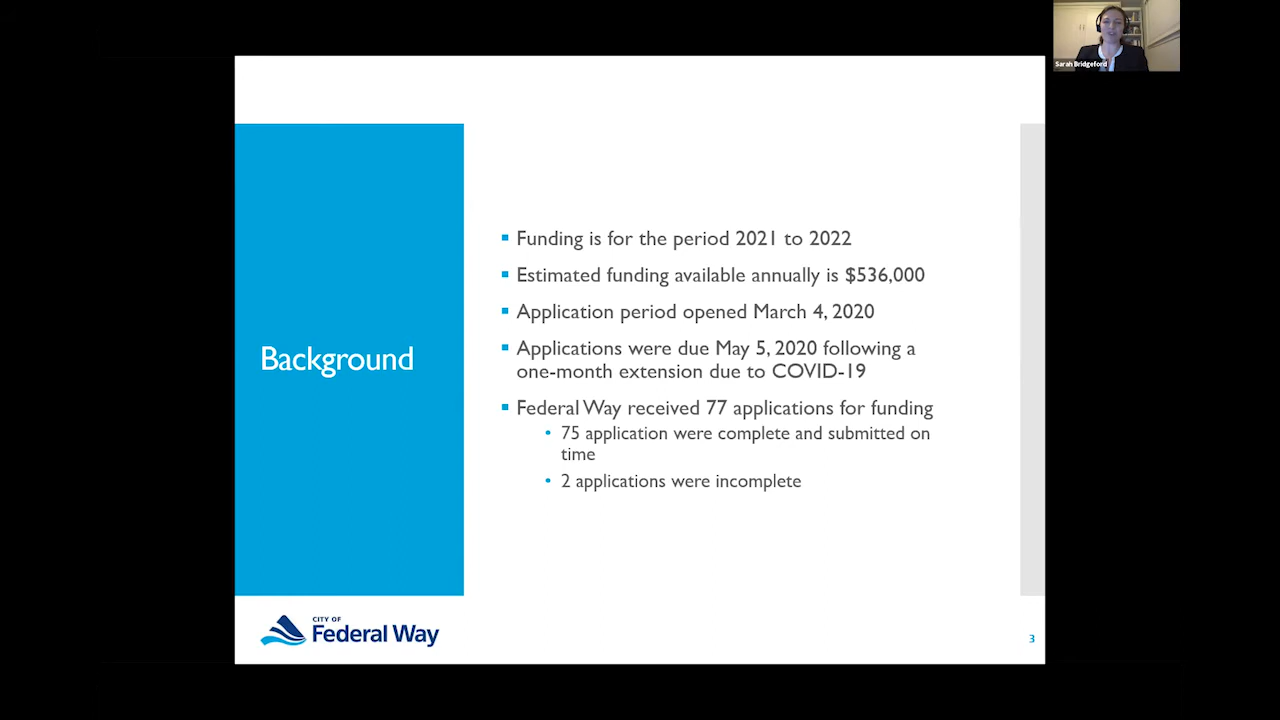 Sarah Bridgeford
Background
Funding is for the period 2021 to 2022
Estimated funding available annually is $536,000
Application period opened March 4, 2020
Applications were due May 5, 2020 following a
one-month extension due to COVID-19
Federal Way received 77 applications for funding
75 application were complete and submitted on
time
2 applications were incomplete
CITY OF
Federal Way
3